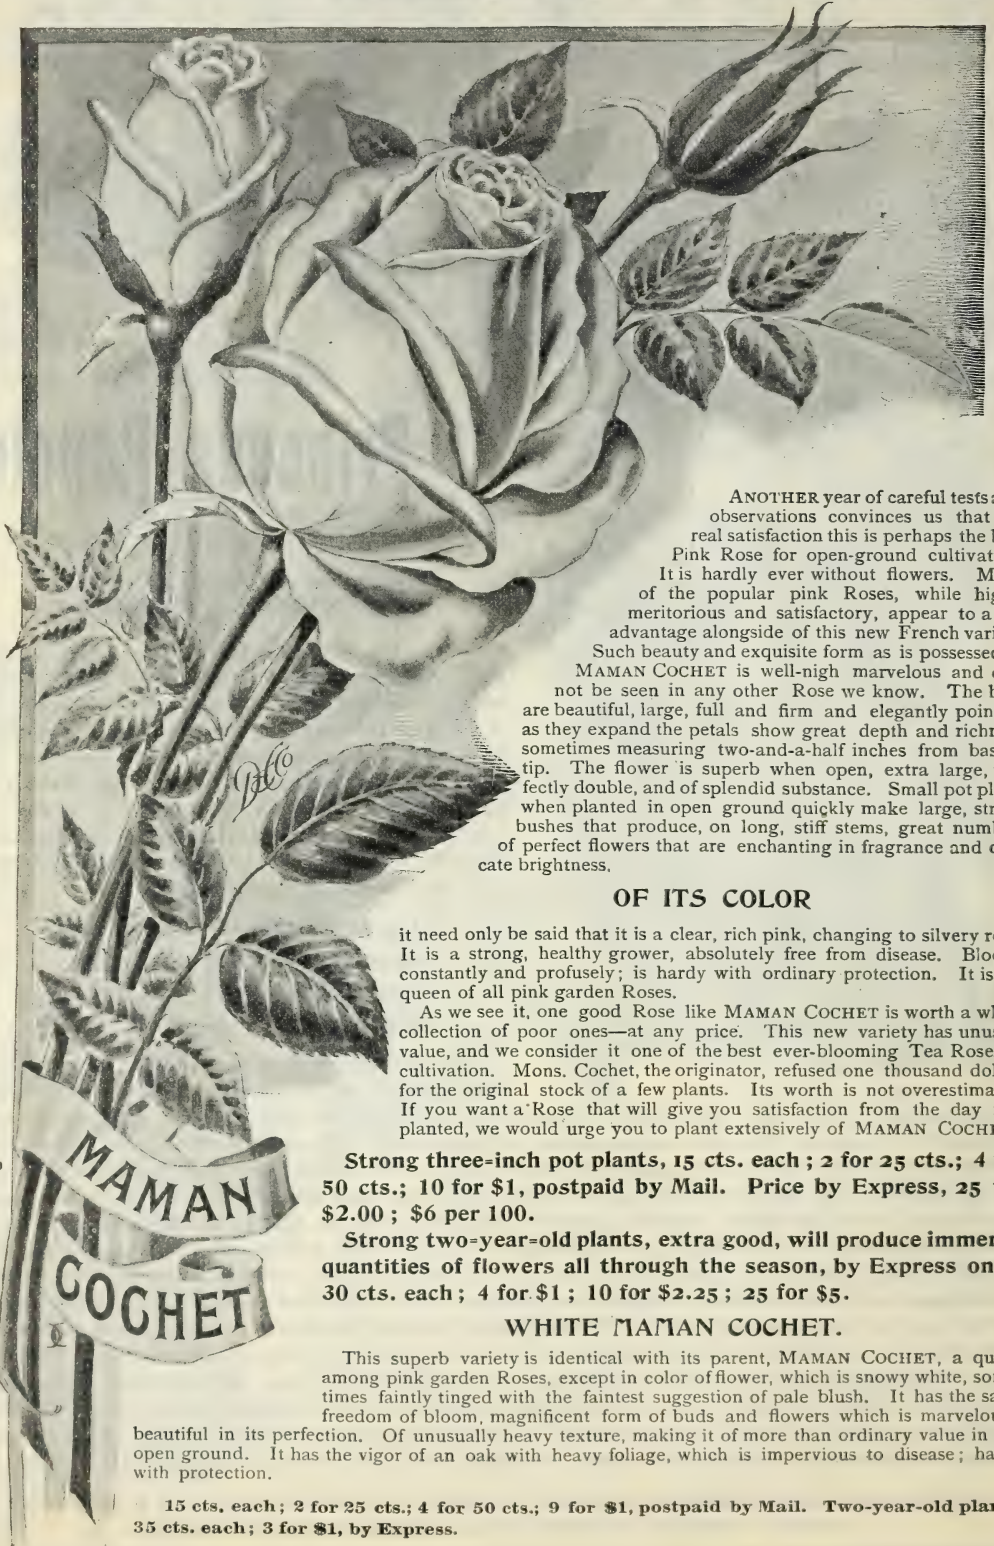 ANOTHER year of careful tests
observations convinces us that
real satisfaction this is perhaps the
Pink Rose for open-ground cultivat
It is hardly ever without flowers. M
of the popular pink Roses, while hig
meritorious and satisfactory, appear to a
advantage alongside of this new French vari
Such beauty and exquisite form as is possessed
MAMAN COCHET is well-nigh marvelous and
not be seen in any other Rose we know. The
are beautiful, large, full and firm and elegantly poin
as they expand the petals show great depth and richn
sometimes measuring two-and-a-half inches from bas
tip. The flower is superb when open, extra large,
fectly double, and of splendid substance. Small pot pl
when planted in open ground quickly make large, str
bushes that produce, on long, stiff stems, great num
of perfect flowers that are enchanting in fragrance and
cate brightness.
OF ITS COLOR
it need only be said that it is a clear, rich pink, changing to silvery r
It is a strong, healthy grower, absolutely free from disease. Bloo
constantly and profusely; is hardy with ordinary protection. It is
queen of all pink garden Roses.
As we see it, one good Rose like MAMAN COCHET is worth a wh
collection of poor ones—at any price. This new variety has unus
value, and we consider it one of the best ever-blooming Tea Rose
cultivation. Mons. Cochet, the originator, refused one thousand dol
for the original stock of a few plants. Its worth is not overestima
If you want a Rose that will give you satisfaction from the day
planted, we would urge you to plant extensively of MAMAN COCH
MAMAN
COCHET
Strong three-inch pot plants, 15 cts. each; 2 for 25 cts.; 4
50 cts.; 10 for $1, postpaid by Mail. Price by Express, 25
$2.00; $6 per 100.
Strong two-year-old plants, extra good, will produce immen
quantities of flowers all through the season, by Express on
30 cts. each; 4 for $1; 10 for $2.25; 25 for $5.
WHITE MAMAN COCHET.
This superb variety is identical with its parent, MAMAN COCHET, a qu
among pink garden Roses, except in color of flower, which is snowy white, so
times faintly tinged with the faintest suggestion of pale blush. It has the sa
freedom of bloom, magnificent form of buds and flowers which is marvelou
beautiful in its perfection. Of unusually heavy texture, making it of more than ordinary value in
open ground. It has the vigor of an oak with heavy foliage, which is impervious to disease; ha
with protection.
15 cts. each; 2 for 25 cts.; 4 for 50 cts.; 9 for $1, postpaid by Mail. Two-year-old plan
35 cts. each; 3 for $1, by Express.